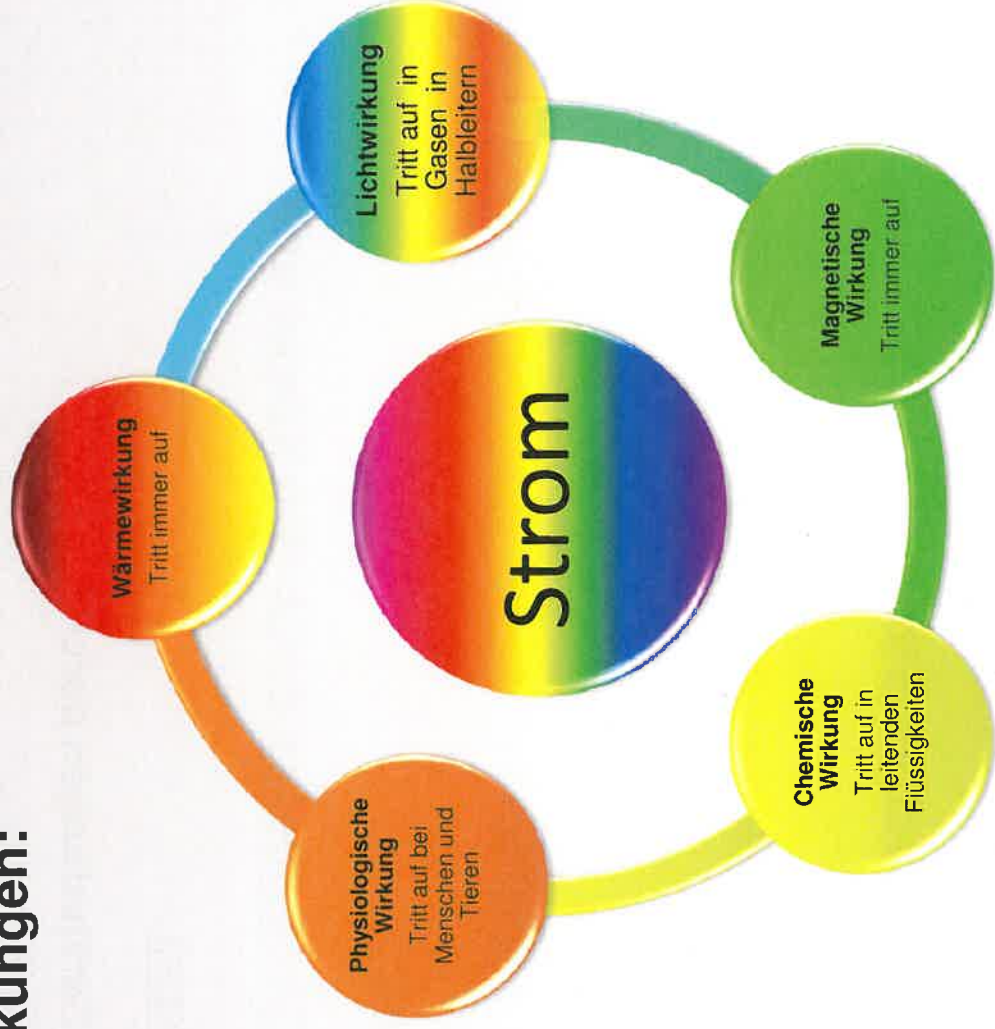 kungen:
Wärmewirkung
Tritt immer auf
Lichtwirkung
Tritt auf in
Gasen in
Halbleitern
Magnetische
Wirkung
Tritt immer auf
Chemische
Wirkung
Tritt auf in
leitenden
Flüssigkeiten
Physiologische
Wirkung
Tritt auf bei
Menschen und
Tieren
Strom